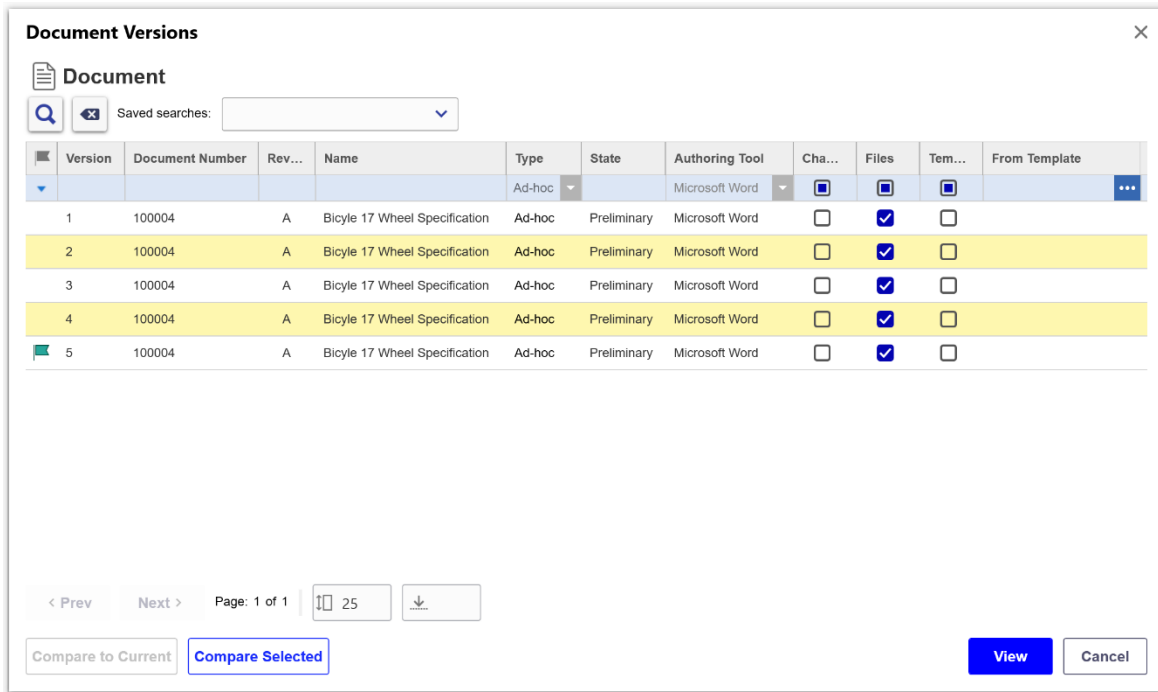 Document Versions
Document
Saved searches:
Version Document Number Rev... Name Type State Authoring Tool Cha... Files Tem... From Template
Ad-hoc Microsoft Word
1 100004 A Bicyle 17 Wheel Specification Ad-hoc Preliminary Microsoft Word
2 100004 A Bicyle 17 Wheel Specification Ad-hoc Preliminary Microsoft Word
3 100004 A Bicyle 17 Wheel Specification Ad-hoc Preliminary Microsoft Word
4 100004 A Bicyle 17 Wheel Specification Ad-hoc Preliminary Microsoft Word
5 100004 A Bicyle 17 Wheel Specification Ad-hoc Preliminary Microsoft Word
< Prev Next > Page: 1 of 1 25
Compare to Current Compare Selected View Cancel